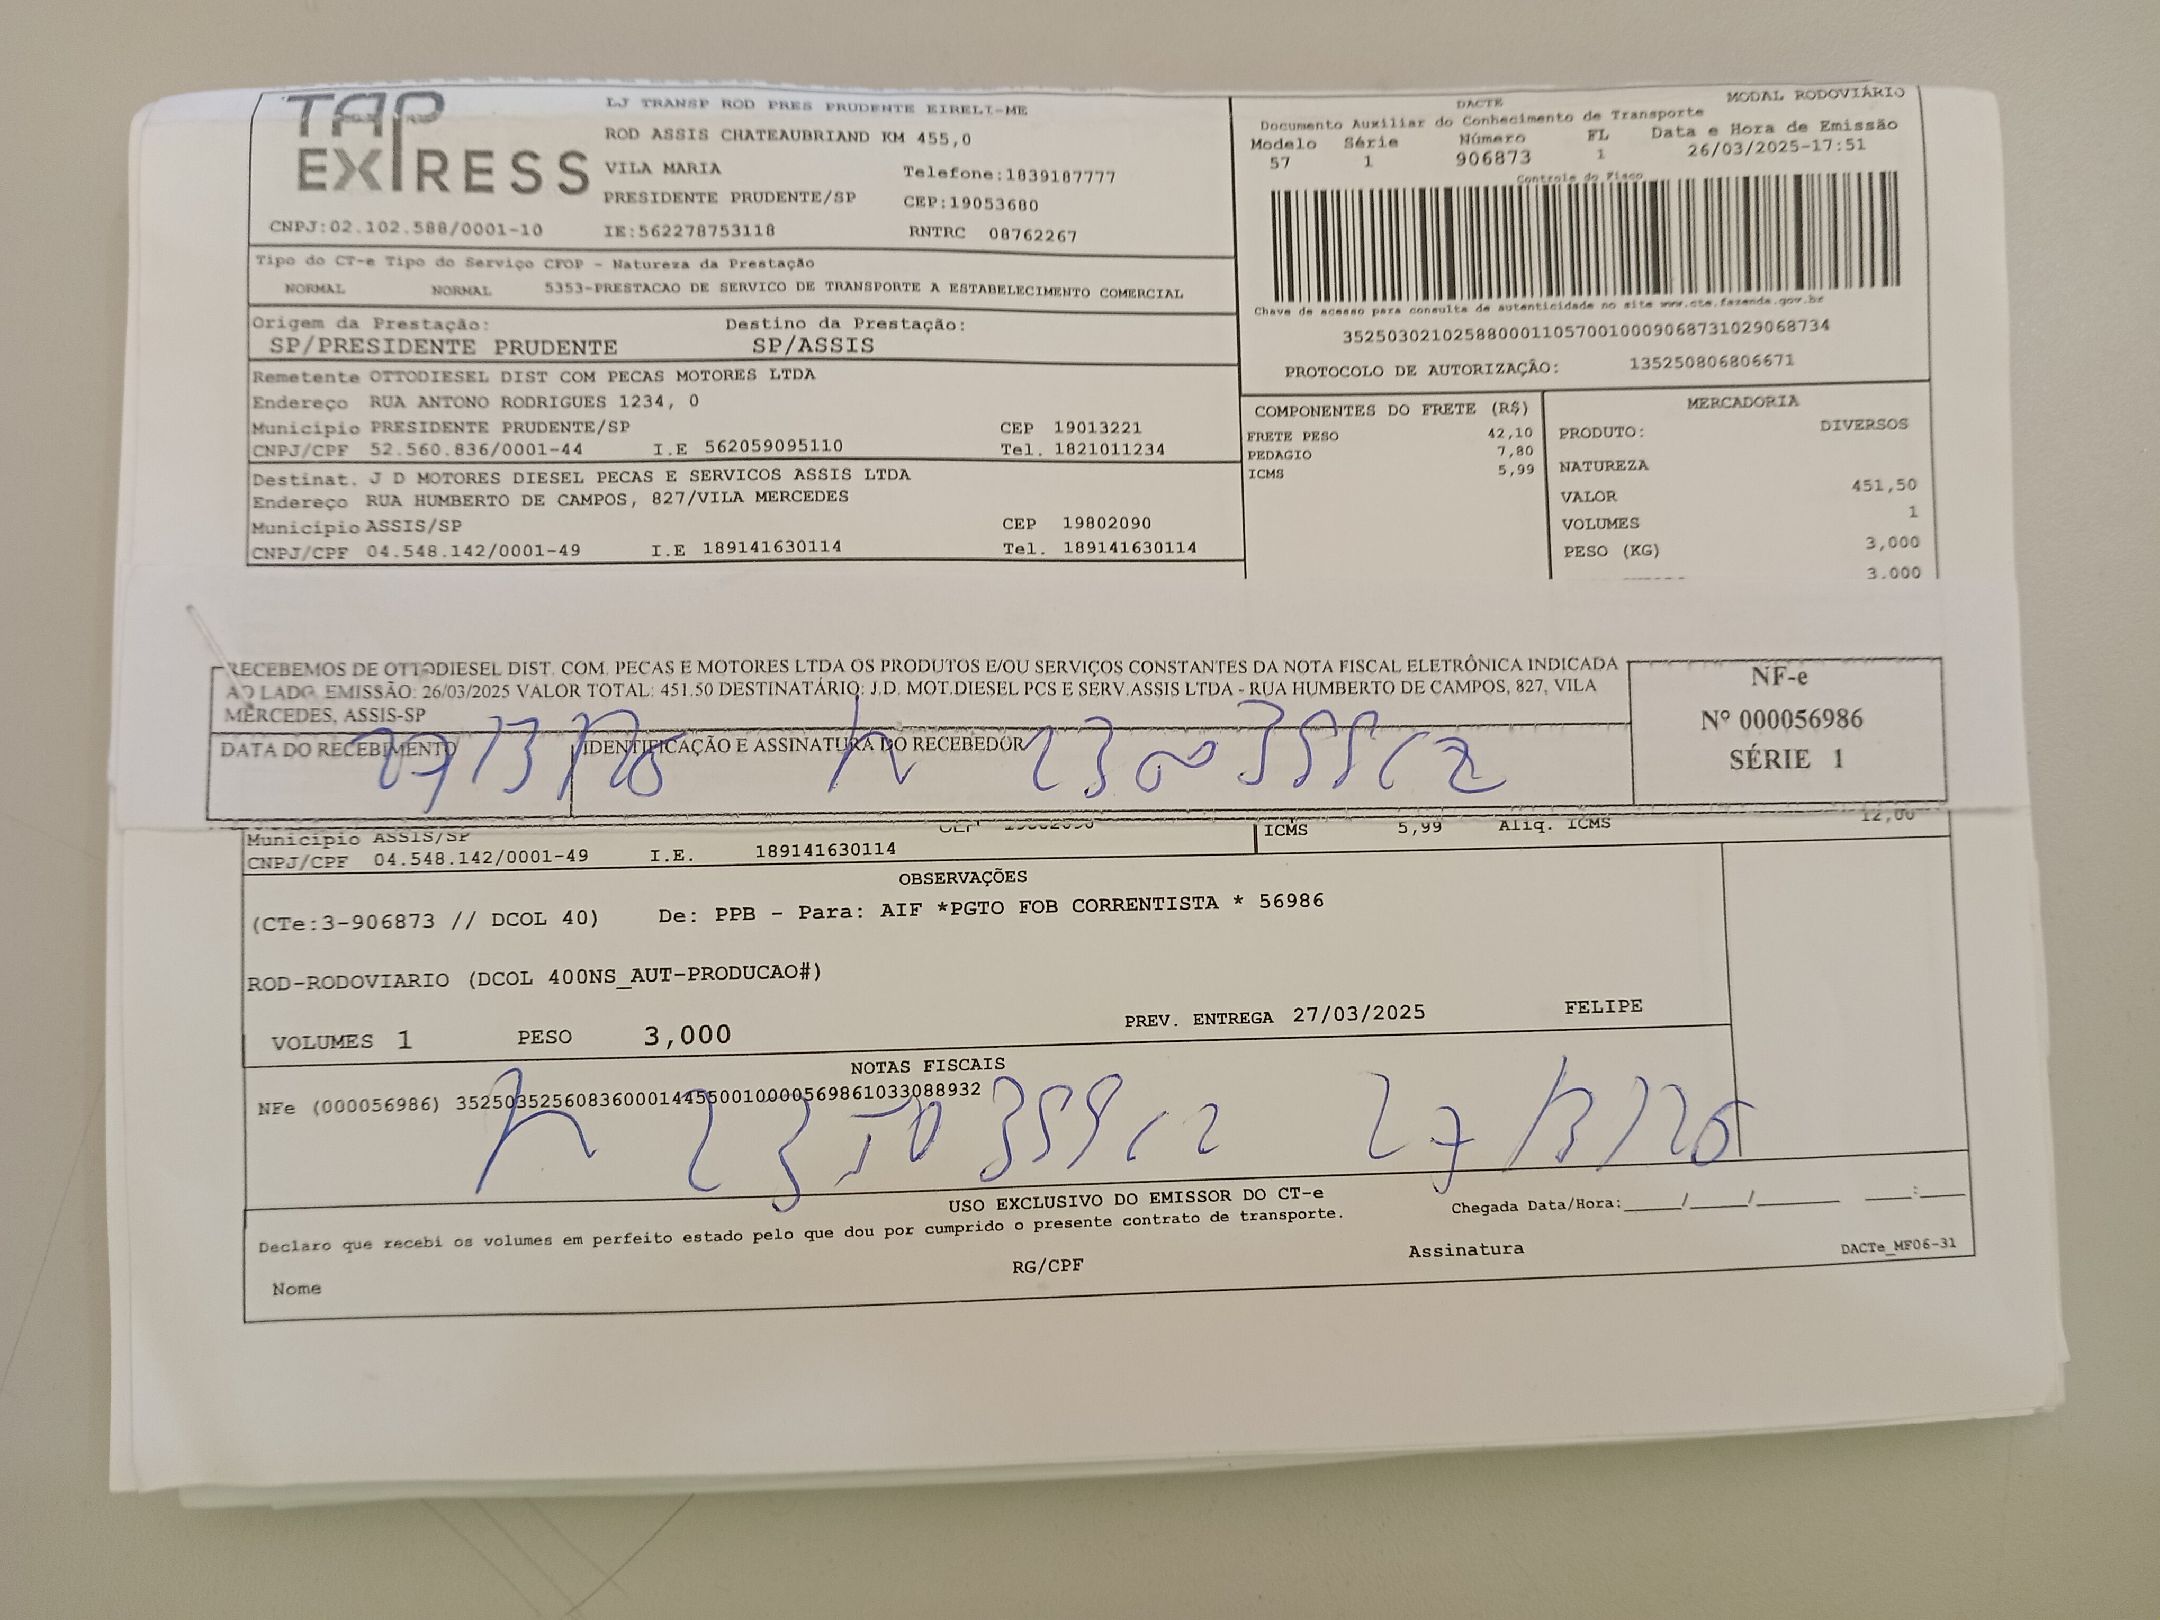 TAP EXPRESS
LJ TRANSP ROD PRES PRUDENTE EIRELI-ME
ROD ASSIS CHATEAUBRIAND KM 455,0
VILA MARIA Telefone:1839187777
PRESIDENTE PRUDENTE/SP CEP:19053680
CNPJ:02.102.588/0001-10 IE:562278753118 RNTRC 08762267
DACTE MODAL RODOVIÁRIO
Documento Auxiliar do Conhecimento de Transporte
Modelo Série Número FL Data e Hora de Emissão
57 1 906873 1 26/03/2025-17:51
Controle do Fisco
Chave de acesso para consulta de autenticidade no site www.cte.fazenda.gov.br
35250302102588000110570010009068731029068734
PROTOCOLO DE AUTORIZAÇÃO: 135250806806671
Tipo do CT-e Tipo do Serviço CFOP - Natureza da Prestação
NORMAL NORMAL 5353-PRESTACAO DE SERVICO DE TRANSPORTE A ESTABELECIMENTO COMERCIAL
Origem da Prestação: Destino da Prestação:
SP/PRESIDENTE PRUDENTE SP/ASSIS
Remetente OTTODIESEL DIST COM PECAS MOTORES LTDA
Endereço RUA ANTONO RODRIGUES 1234, 0
Município PRESIDENTE PRUDENTE/SP CEP 19013221
CNPJ/CPF 52.560.836/0001-44 I.E 562059095110 Tel. 1821011234
Destinat. J D MOTORES DIESEL PECAS E SERVICOS ASSIS LTDA
Endereço RUA HUMBERTO DE CAMPOS, 827/VILA MERCEDES
Município ASSIS/SP CEP 19802090
CNPJ/CPF 04.548.142/0001-49 I.E 189141630114 Tel. 189141630114
COMPONENTES DO FRETE (R$)
FRETE PESO 42,10
PEDAGIO 7,80
ICMS 5,99
MERCADORIA
PRODUTO: DIVERSOS
NATUREZA
VALOR 451,50
VOLUMES 1
PESO (KG) 3,000
3.000
RECEBEMOS DE OTTODIESEL DIST. COM. PECAS E MOTORES LTDA OS PRODUTOS E/OU SERVIÇOS CONSTANTES DA NOTA FISCAL ELETRÔNICA INDICADA
AO LADO. EMISSÃO: 26/03/2025 VALOR TOTAL: 451.50 DESTINATÁRIO: J.D. MOT.DIESEL PCS E SERV.ASSIS LTDA - RUA HUMBERTO DE CAMPOS, 827, VILA
MERCEDES, ASSIS-SP
DATA DO RECEBIMENTO IDENTIFICAÇÃO E ASSINATURA DO RECEBEDOR
NF-e
Nº 000056986
SÉRIE 1
Município ASSIS/SP CEP 19802090 ICMS 5,99 Aliq. ICMS 12,00
CNPJ/CPF 04.548.142/0001-49 I.E. 189141630114
OBSERVAÇÕES
(CTe:3-906873 // DCOL 40) De: PPB - Para: AIF *PGTO FOB CORRENTISTA * 56986
ROD-RODOVIARIO (DCOL 400NS_AUT-PRODUCAO#)
VOLUMES 1 PESO 3,000 PREV. ENTREGA 27/03/2025 FELIPE
NOTAS FISCAIS
NFe (000056986) 35250352560836000144550010000569861033088932
27/3/25
USO EXCLUSIVO DO EMISSOR DO CT-e
Declaro que recebi os volumes em perfeito estado pelo que dou por cumprido o presente contrato de transporte. Chegada Data/Hora:_____/_____/_______ ____:____
Nome RG/CPF Assinatura DACTe_MF06-31